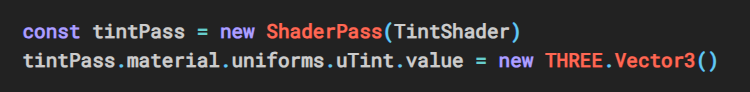 const tintPass = new ShaderPass(TintShader)
tintPass.material.uniforms.uTint.value = new THREE.Vector3()